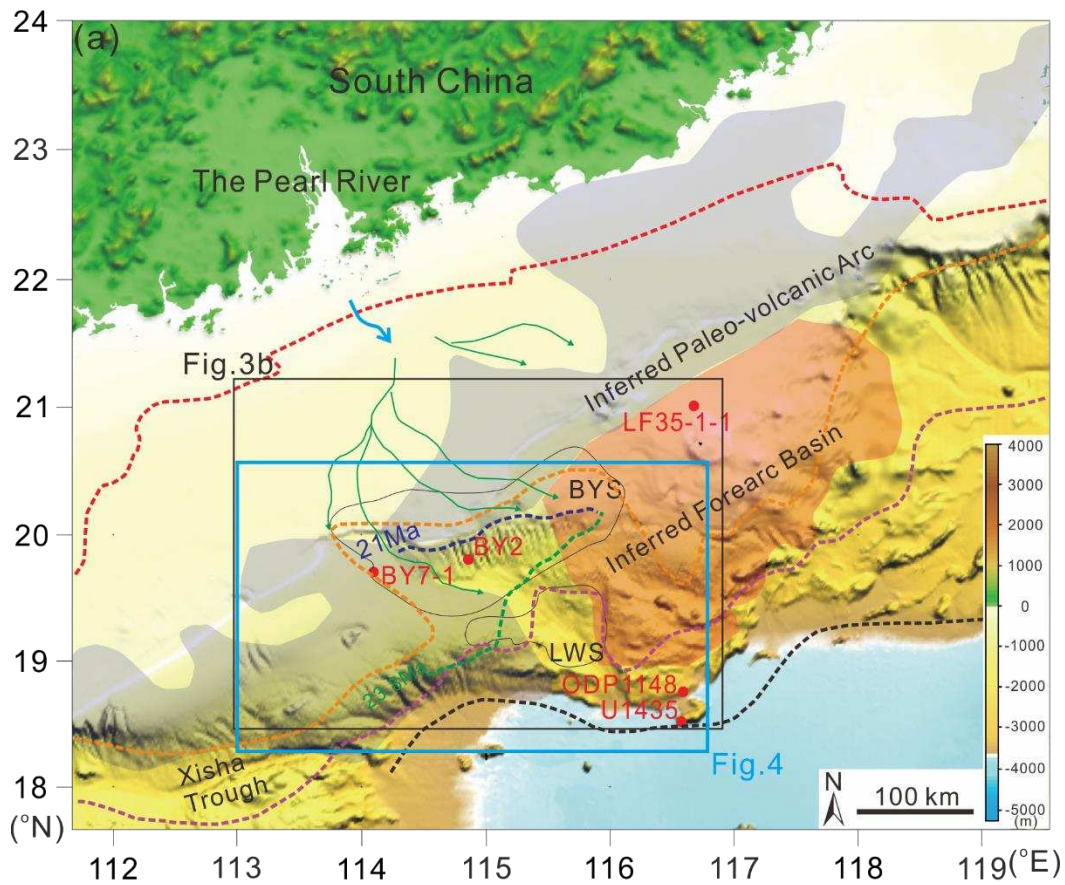 (a)
24
23
22
21
20
19
18
(°N)
South China
The Pearl River
Fig.3b
Inferred Paleo-volcanic Arc
LF35-1-1
Inferred Forearc Basin
BYS
21Ma
BY2
BY7-1
LWS
ODP1148
U1435
Fig.4
Xisha
Trough
N
100 km
4000
3000
2000
1000
0
-1000
-2000
-3000
-4000
-5000
(m)
112
113
114
115
116
117
118
119
(°E)